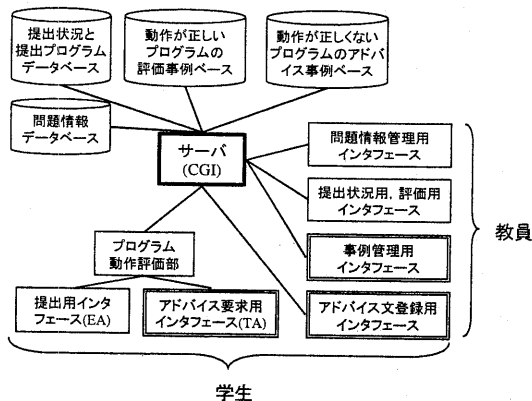 提出状況と
提出プログラム
データベース
動作が正しい
プログラムの
評価事例ベース
動作が正しくない
プログラムのアドバ
イス事例ベース
問題情報
データベース
サーバ
(CGI)
問題情報管理用
インタフェース
提出状況用，評価用
インタフェース
事例管理用
インタフェース
アドバイス文登録用
インタフェース
教員
プログラム
動作評価部
提出用インタ
フェース(EA)
アドバイス要求用
インタフェース(TA)
学生